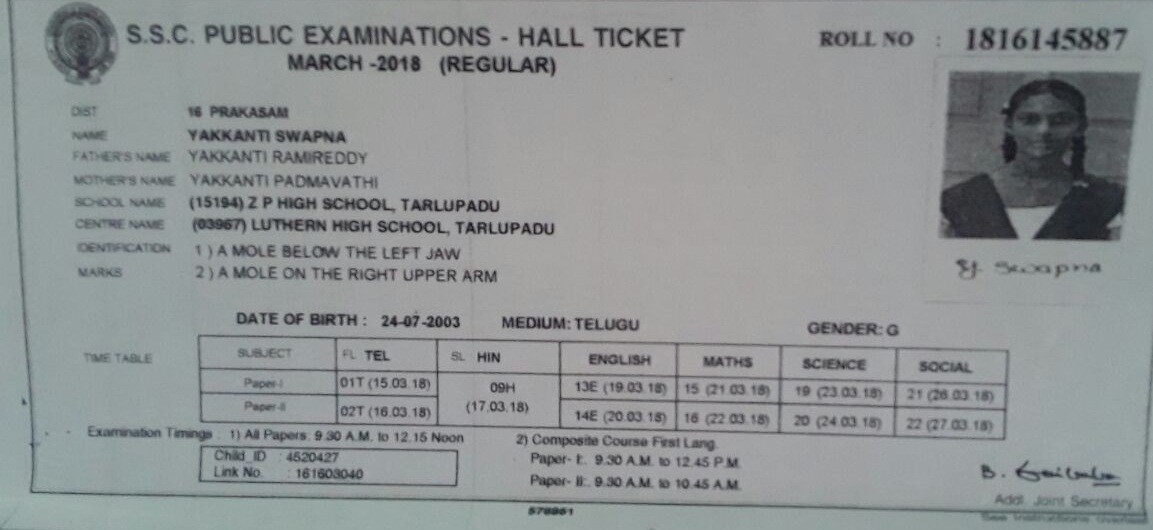 S.S.C. PUBLIC EXAMINATIONS - HALL TICKET
MARCH -2018 (REGULAR)
ROLL NO : 1816145887
DIST 16 PRAKASAM
NAME YAKKANTI SWAPNA
FATHER'S NAME YAKKANTI RAMIREDDY
MOTHER'S NAME YAKKANTI PADMAVATHI
SCHOOL NAME (15194) Z P HIGH SCHOOL, TARLUPADU
CENTRE NAME (03967) LUTHERN HIGH SCHOOL, TARLUPADU
IDENTIFICATION 1 ) A MOLE BELOW THE LEFT JAW
MARKS 2 ) A MOLE ON THE RIGHT UPPER ARM
Y. Swapna
DATE OF BIRTH : 24-07-2003 MEDIUM: TELUGU GENDER: G
TIME TABLE
SUBJECT FL TEL SL HIN ENGLISH MATHS SCIENCE SOCIAL
Paper-I 01T (15.03.18) 09H (17.03.18) 13E (19.03.18) 15 (21.03.18) 19 (23.03.18) 21 (26.03.18)
Paper-II 02T (16.03.18) 14E (20.03.18) 16 (22.03.18) 20 (24.03.18) 22 (27.03.18)
Examination Timings : 1) All Papers: 9.30 A.M. to 12.15 Noon
2) Composite Course First Lang.
Paper- I: 9.30 A.M. to 12.45 P.M.
Paper- II: 9.30 A.M. to 10.45 A.M.
Child_ID : 4520427
Link No. : 161603040
B.
Addl. Joint Secretary
See Instructions overleaf
578951